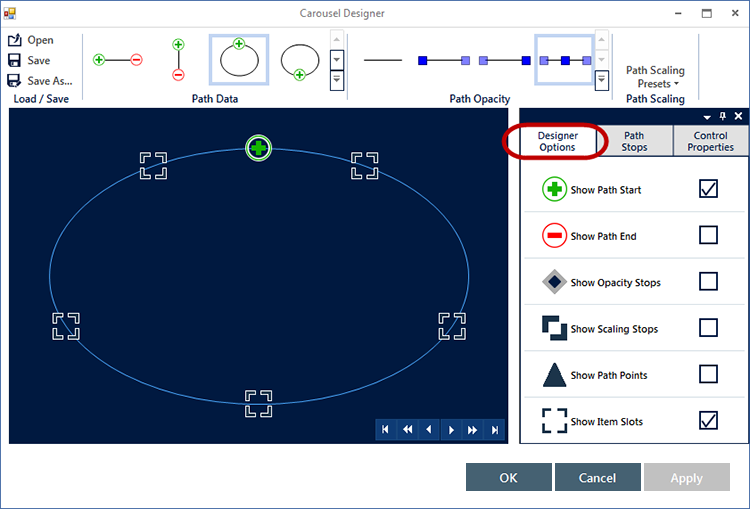 Carousel Designer
Open
Save
Save As...
Load / Save
Path Data
Path Opacity
Path Scaling
Presets
Path Scaling
Designer
Options
Path
Stops
Control
Properties
Show Path Start
Show Path End
Show Opacity Stops
Show Scaling Stops
Show Path Points
Show Item Slots
OK
Cancel
Apply